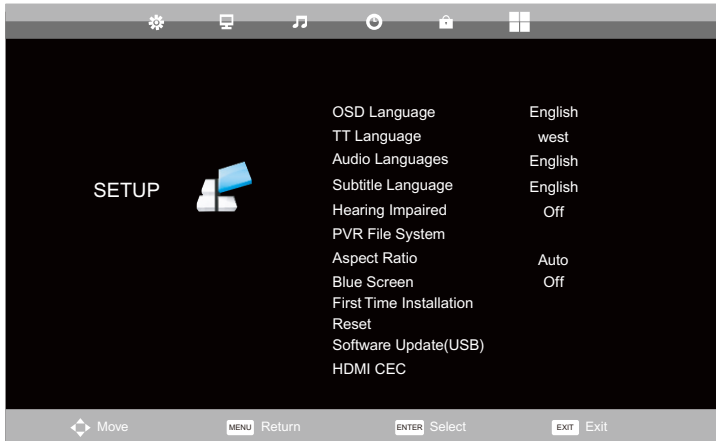 OSD Language English
TT Language west
Audio Languages English
SETUP
Subtitle Language English
Hearing Impaired Off
PVR File System
Aspect Ratio Auto
Blue Screen Off
First Time Installation
Reset
Software Update(USB)
HDMI CEC
Move MENU Return ENTER Select EXIT Exit